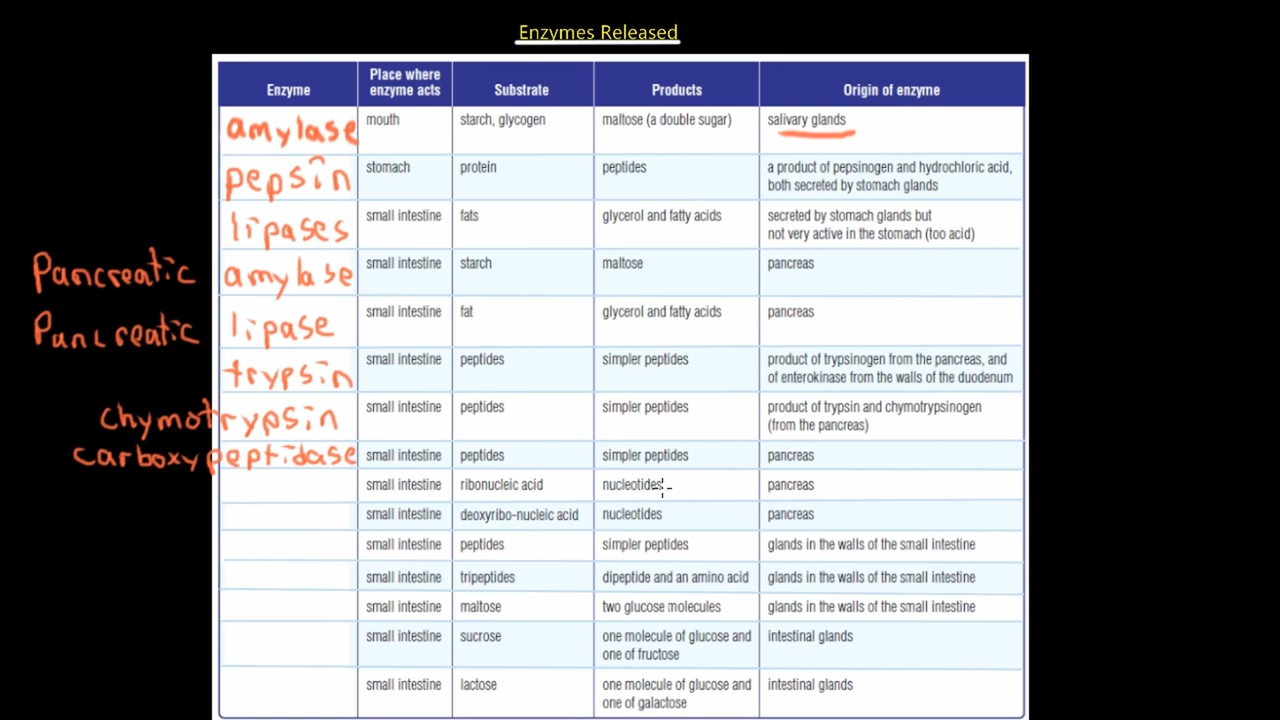 Enzymes Released
Enzyme Place where enzyme acts Substrate Products Origin of enzyme
amylase mouth starch, glycogen maltose (a double sugar) salivary glands
pepsin stomach protein peptides a product of pepsinogen and hydrochloric acid,
both secreted by stomach glands
lipases small intestine fats glycerol and fatty acids secreted by stomach glands but
not very active in the stomach (too acid)
Pancreatic amylase small intestine starch maltose pancreas
Pancreatic lipase small intestine fat glycerol and fatty acids pancreas
trypsin small intestine peptides simpler peptides product of trypsinogen from the pancreas, and
of enterokinase from the walls of the duodenum
chymotrypsin small intestine peptides simpler peptides product of trypsin and chymotrypsinogen
(from the pancreas)
carboxypeptidase small intestine peptides simpler peptides pancreas
small intestine ribonucleic acid nucleotides pancreas
small intestine deoxyribo-nucleic acid nucleotides pancreas
small intestine peptides simpler peptides glands in the walls of the small intestine
small intestine tripeptides dipeptide and an amino acid glands in the walls of the small intestine
small intestine maltose two glucose molecules glands in the walls of the small intestine
small intestine sucrose one molecule of glucose and intestinal glands
one of fructose
small intestine lactose one molecule of glucose and intestinal glands
one of galactose